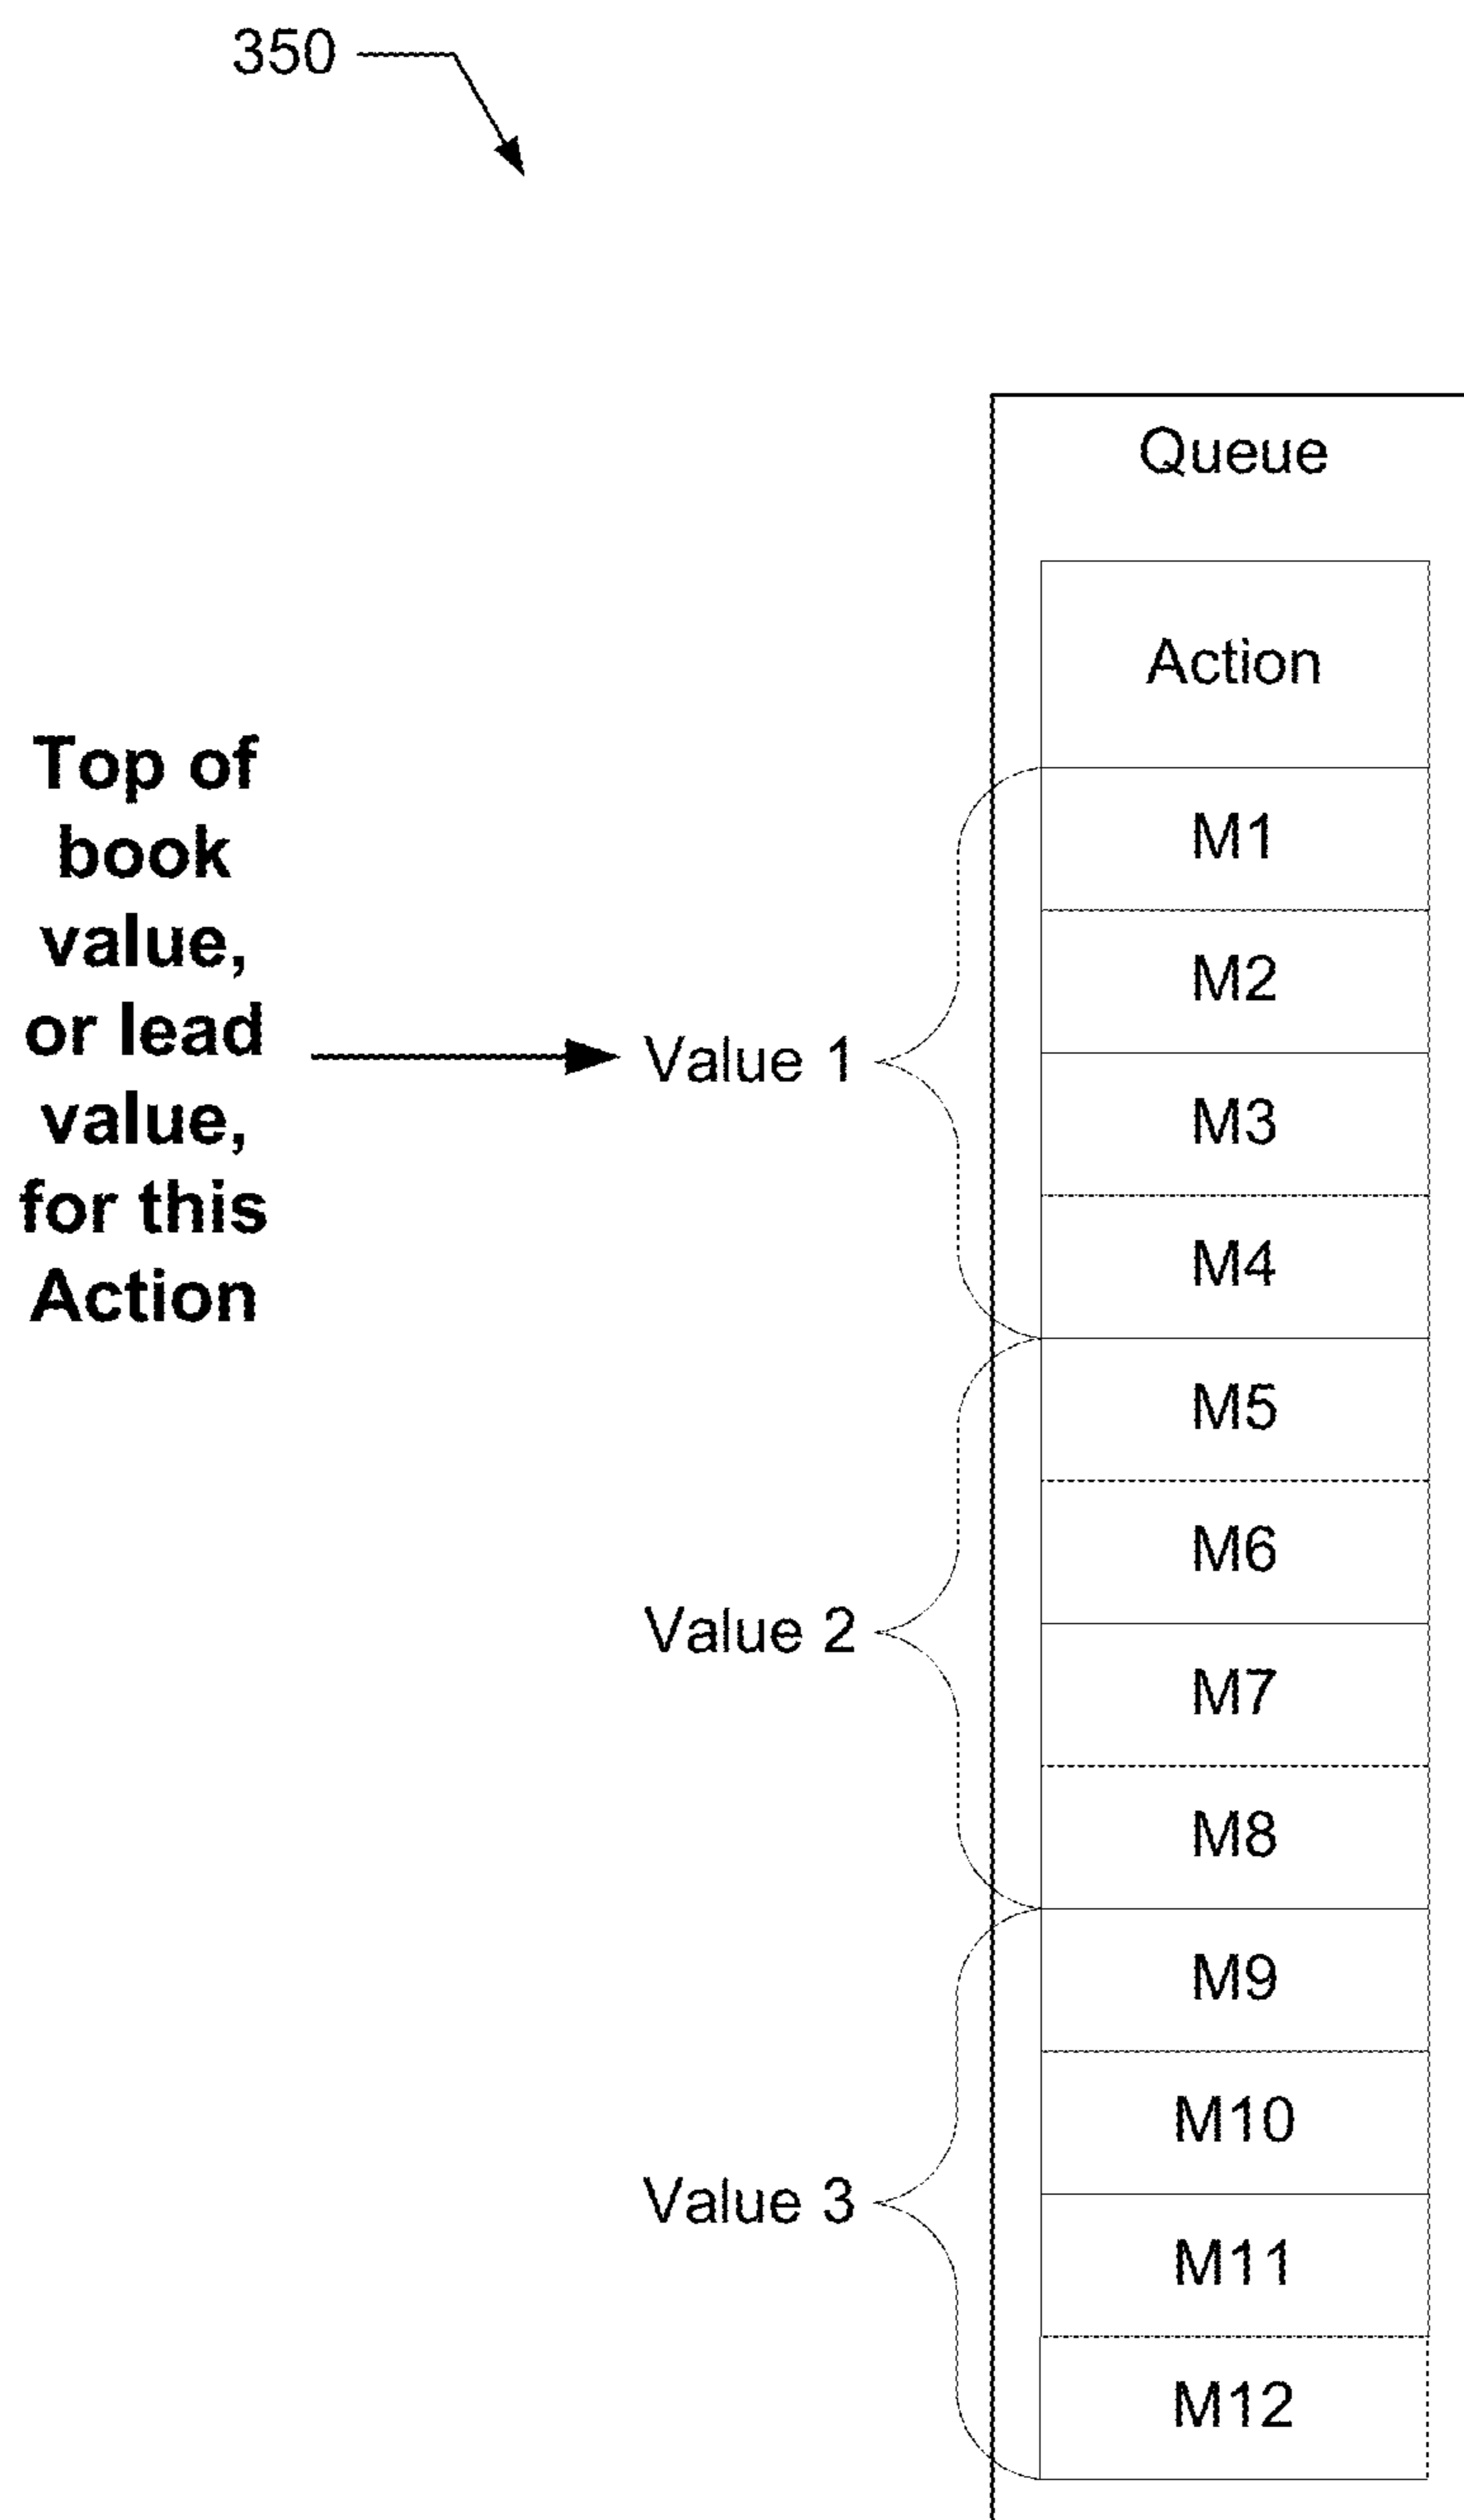 350
Queue
Action
Top of
book
value,
or lead
value,
for this
Action
Value 1
M1
M2
M3
M4
Value 2
M5
M6
M7
M8
Value 3
M9
M10
M11
M12